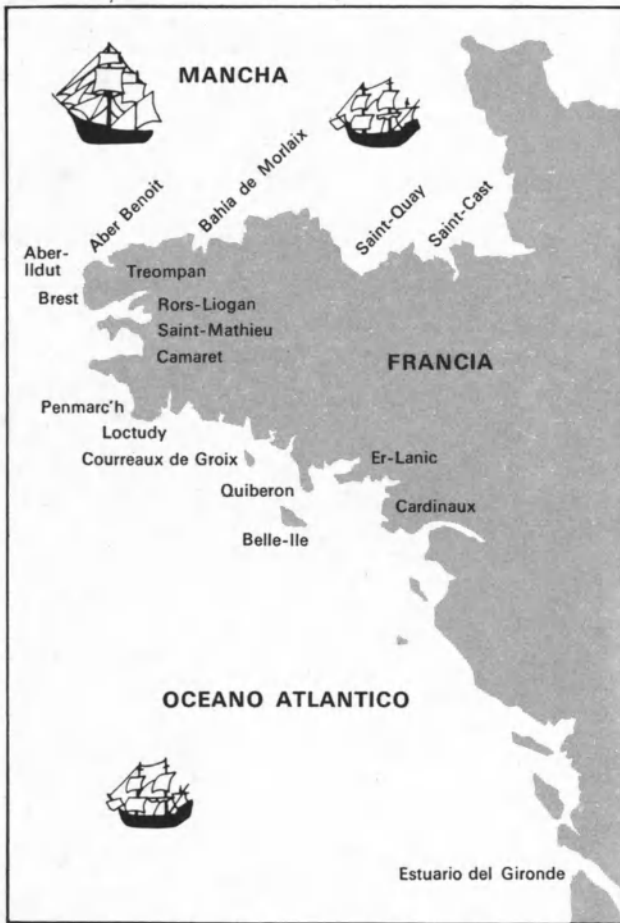 MANCHA
Aber Benoit
Bahia de Morlaix
Saint-Quay
Saint-Cast
Aber-
Ildut
Treompan
Brest
Rors-Liogan
Saint-Mathieu
Camaret
FRANCIA
Penmarc'h
Loctudy
Courreaux de Groix
Er-Lanic
Quiberon
Cardinaux
Belle-Ile
OCEANO ATLANTICO
Estuario del Gironde